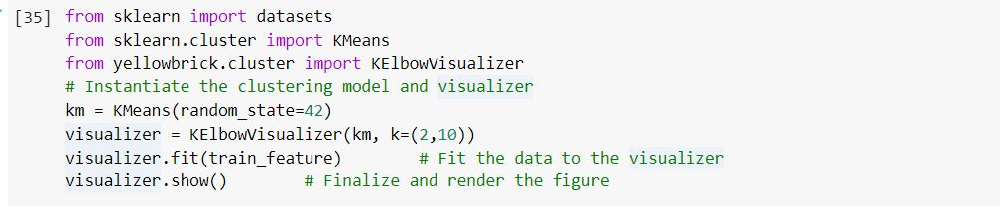 [35] from sklearn import datasets
from sklearn.cluster import KMeans
from yellowbrick.cluster import KElbowVisualizer
# Instantiate the clustering model and visualizer
km = KMeans(random_state=42)
visualizer = KElbowVisualizer(km, k=(2,10))
visualizer.fit(train_feature)        # Fit the data to the visualizer
visualizer.show()        # Finalize and render the figure